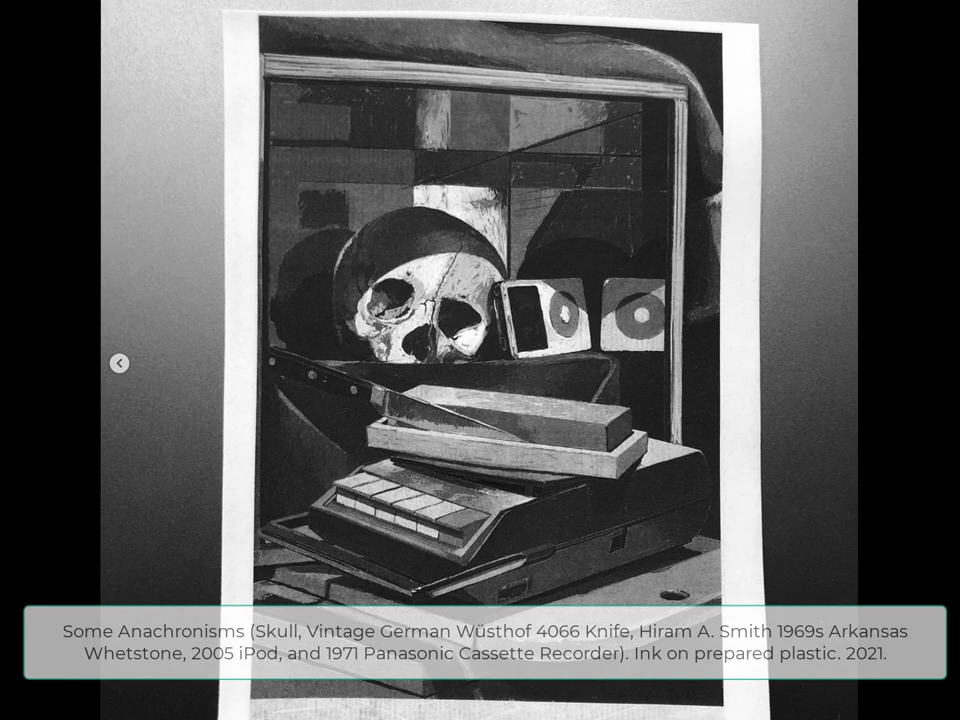 Some Anachronisms (Skull, Vintage German Wüsthof 4066 Knife, Hiram A. Smith 1969s Arkansas
Whetstone, 2005 iPod, and 1971 Panasonic Cassette Recorder). Ink on prepared plastic. 2021.